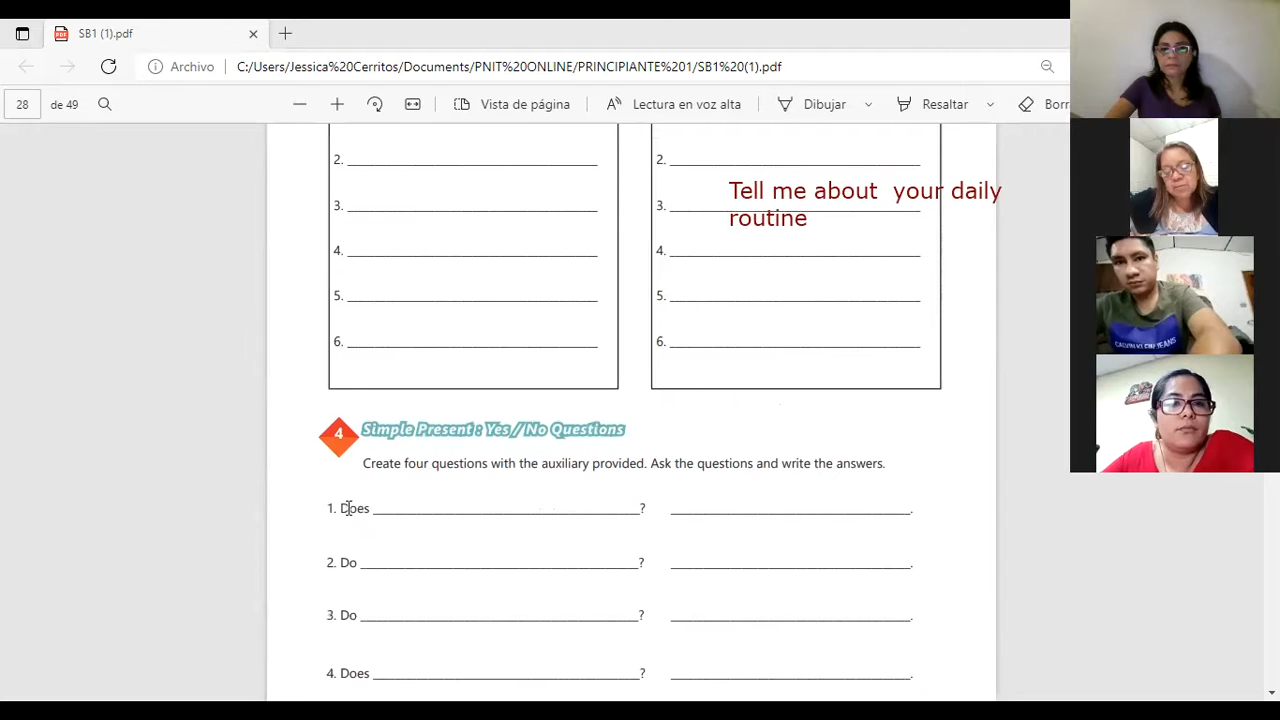 SB1 (1).pdf
Archivo C:/Users/Jessica%20Cerritos/Documents/PNIT%20ONLINE/PRINCIPIANTE%201/SB1%20(1).pdf
28 de 49 Vista de página Lectura en voz alta Dibujar Resaltar Borr
2. 2.
Tell me about your daily
routine
3. 3.
4. 4.
5. 5.
6. 6.
4 Simple Present : Yes / No Questions
Create four questions with the auxiliary provided. Ask the questions and write the answers.
1. Does ? .
2. Do ? .
3. Do ? .
4. Does ? .
CALVIN KLEIN JEANS